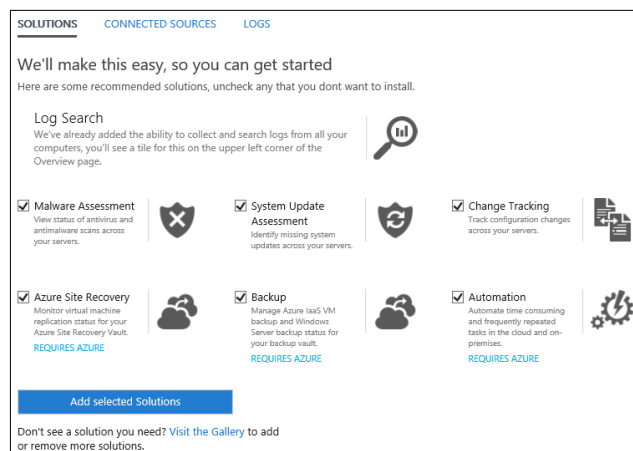 SOLUTIONS CONNECTED SOURCES LOGS
We'll make this easy, so you can get started
Here are some recommended solutions, uncheck any that you dont want to install.
Log Search
We've already added the ability to collect and search logs from all your
computers, you'll see a tile for this on the upper left corner of the
Overview page.
Malware Assessment
View status of antivirus and
antimalware scans across
your servers.
System Update
Assessment
Identify missing system
updates across your servers.
Change Tracking
Track configuration changes
across your servers.
Azure Site Recovery
Monitor virtual machine
replication status for your
Azure Site Recovery Vault.
REQUIRES AZURE
Backup
Manage Azure IaaS VM
backup and Windows
Server backup status for
your backup vault.
REQUIRES AZURE
Automation
Automate time consuming
and frequently repeated
tasks in the cloud and on-
premises.
REQUIRES AZURE
Add selected Solutions
Don't see a solution you need? Visit the Gallery to add
or remove more solutions.